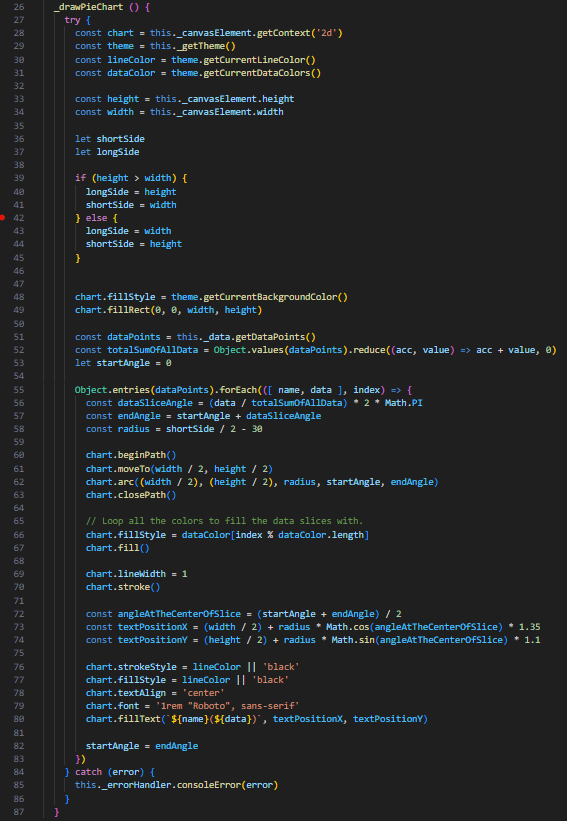 26 _drawPieChart () {
27 try {
28 const chart = this._canvasElement.getContext('2d')
29 const theme = this._getTheme()
30 const lineColor = theme.getCurrentLineColor()
31 const dataColor = theme.getCurrentDataColors()
32
33 const height = this._canvasElement.height
34 const width = this._canvasElement.width
35
36 let shortSide
37 let longSide
38
39 if (height > width) {
40 longSide = height
41 shortSide = width
42 } else {
43 longSide = width
44 shortSide = height
45 }
46
47
48 chart.fillStyle = theme.getCurrentBackgroundColor()
49 chart.fillRect(0, 0, width, height)
50
51 const dataPoints = this._data.getDataPoints()
52 const totalSumOfAllData = Object.values(dataPoints).reduce((acc, value) => acc + value, 0)
53 let startAngle = 0
54
55 Object.entries(dataPoints).forEach(([ name, data ], index) => {
56 const dataSliceAngle = (data / totalSumOfAllData) * 2 * Math.PI
57 const endAngle = startAngle + dataSliceAngle
58 const radius = shortSide / 2 - 30
59
60 chart.beginPath()
61 chart.moveTo(width / 2, height / 2)
62 chart.arc((width / 2), (height / 2), radius, startAngle, endAngle)
63 chart.closePath()
64
65 // Loop all the colors to fill the data slices with.
66 chart.fillStyle = dataColor[index % dataColor.length]
67 chart.fill()
68
69 chart.lineWidth = 1
70 chart.stroke()
71
72 const angleAtTheCenterOfSlice = (startAngle + endAngle) / 2
73 const textPositionX = (width / 2) + radius * Math.cos(angleAtTheCenterOfSlice) * 1.35
74 const textPositionY = (height / 2) + radius * Math.sin(angleAtTheCenterOfSlice) * 1.1
75
76 chart.strokeStyle = lineColor || 'black'
77 chart.fillStyle = lineColor || 'black'
78 chart.textAlign = 'center'
79 chart.font = '1rem "Roboto", sans-serif'
80 chart.fillText(`${name}(${data})`, textPositionX, textPositionY)
81
82 startAngle = endAngle
83 })
84 } catch (error) {
85 this._errorHandler.consoleError(error)
86 }
87 }